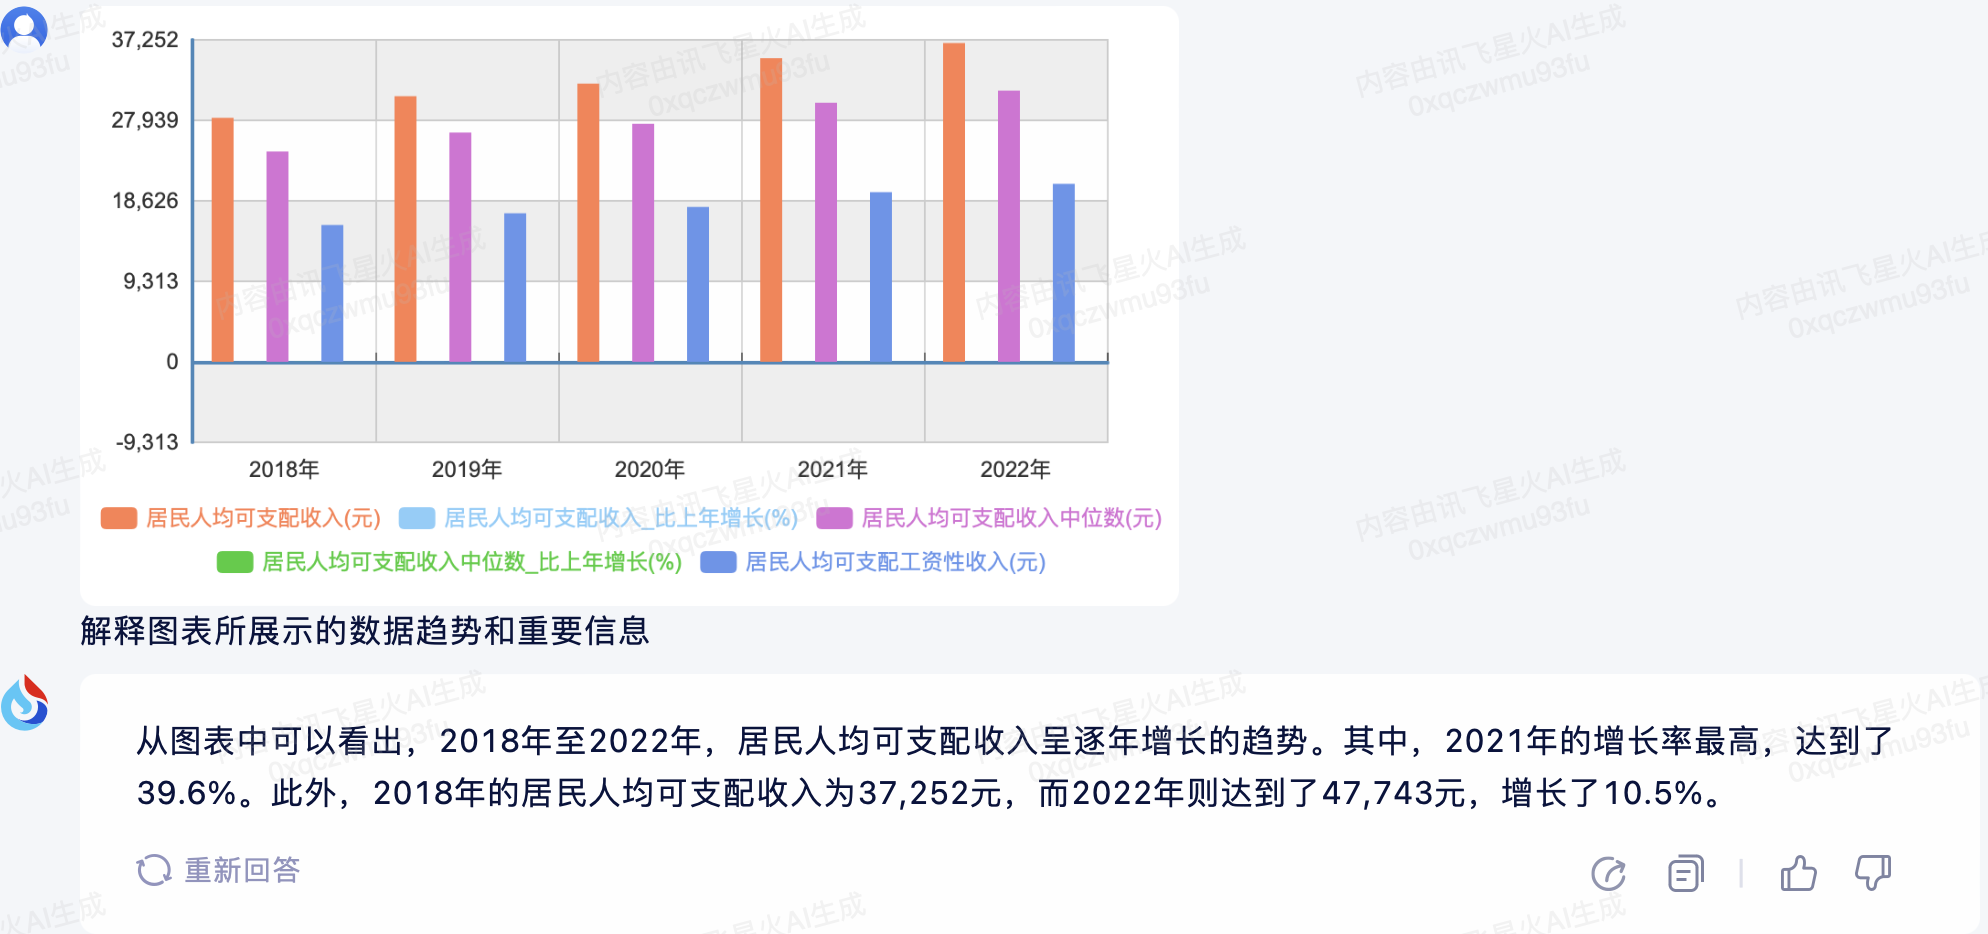 37,252
27,939
18,626
9,313
0
-9,313
2018年 2019年 2020年 2021年 2022年
居民人均可支配收入(元) 居民人均可支配收入_比上年增长(%) 居民人均可支配收入中位数(元)
居民人均可支配收入中位数_比上年增长(%) 居民人均可支配工资性收入(元)
解释图表所展示的数据趋势和重要信息
从图表中可以看出，2018年至2022年，居民人均可支配收入呈逐年增长的趋势。其中，2021年的增长率最高，达到了
39.6%。此外，2018年的居民人均可支配收入为37,252元，而2022年则达到了47,743元，增长了10.5%。
重新回答
内容由讯飞星火AI生成
0xqczwmu93fu